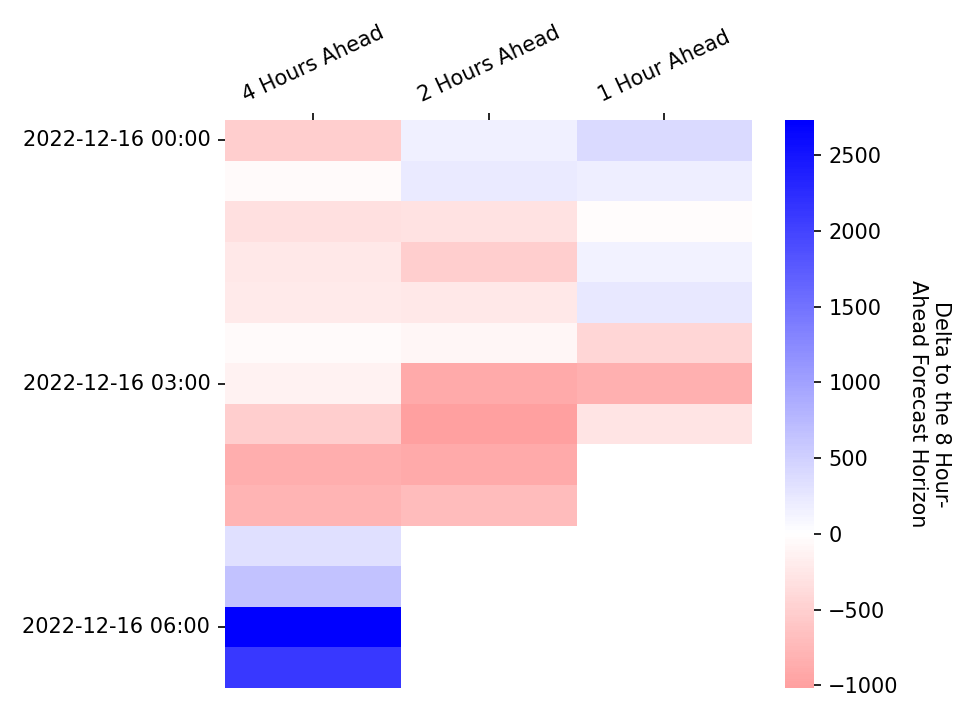 4 Hours Ahead
2 Hours Ahead
1 Hour Ahead
2022-12-16 00:00
2022-12-16 03:00
2022-12-16 06:00
2500
2000
1500
1000
500
0
−500
−1000
Delta to the 8 Hour-
Ahead Forecast Horizon